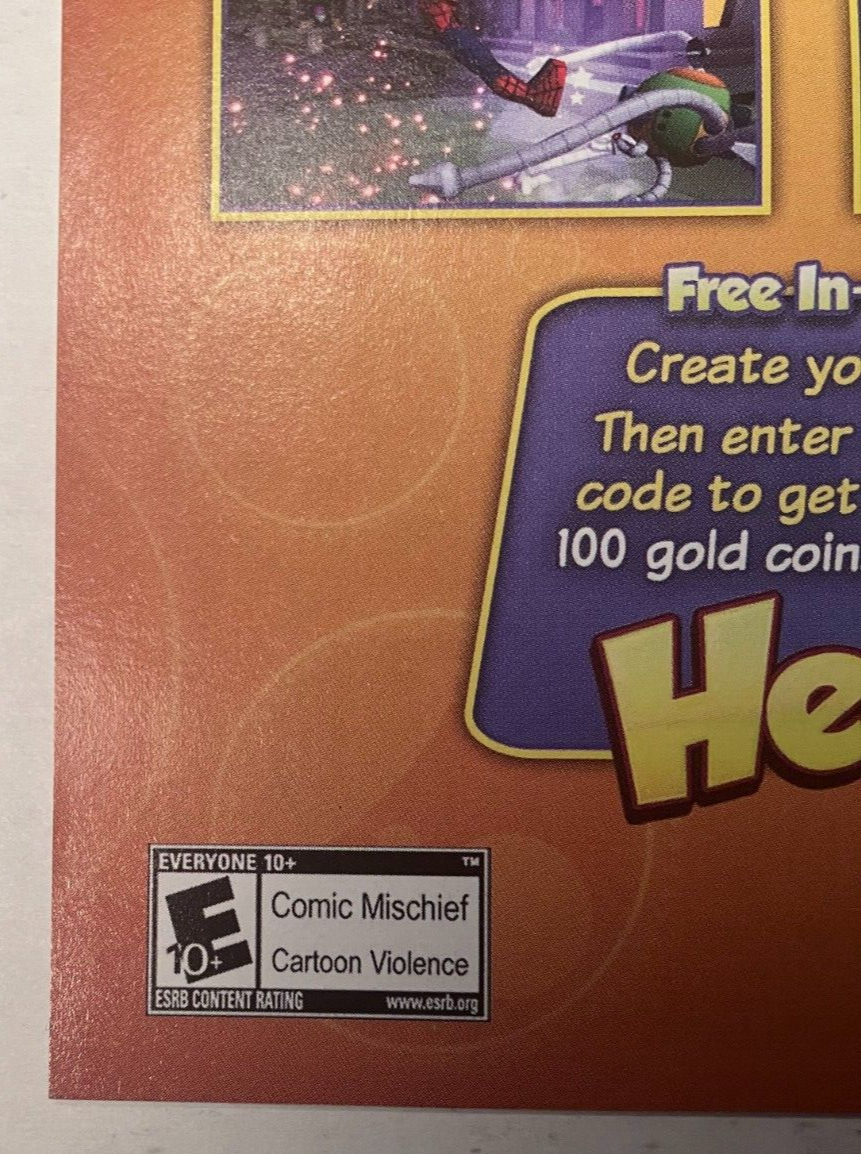 Free In-
Create yo
Then enter
code to get
100 gold coin
He
EVERYONE 10+ ™
E
10+
Comic Mischief
Cartoon Violence
ESRB CONTENT RATING www.esrb.org